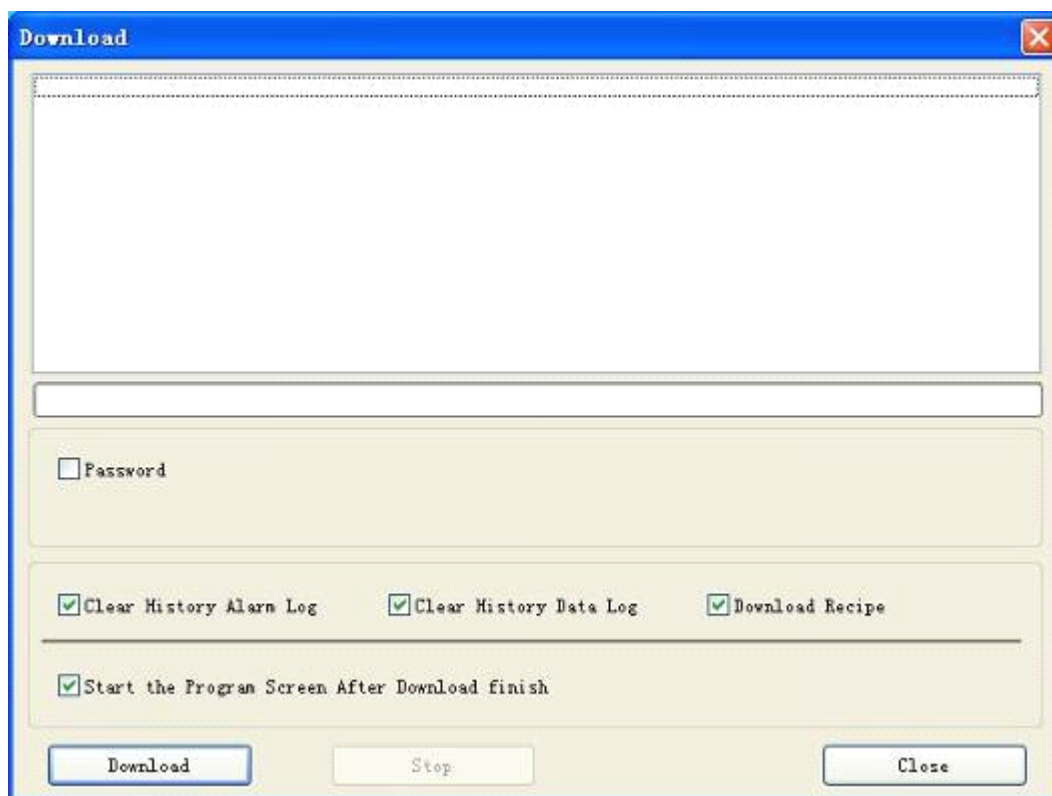 Download
Password
Clear History Alarm Log Clear History Data Log Download Recipe
Start the Program Screen After Download finish
Download Stop Close